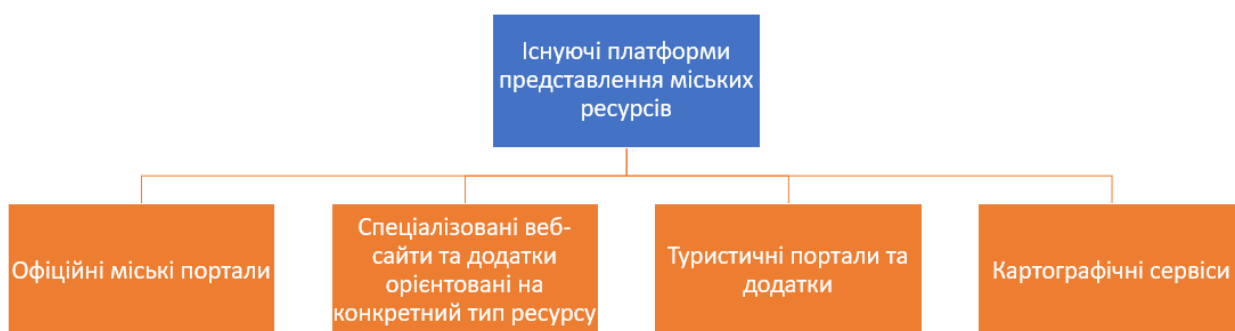 Існуючі платформи
представлення міських
ресурсів
Офіційні міські портали
Спеціалізовані веб-
сайти та додатки
орієнтовані на
конкретний тип ресурсу
Туристичні портали та
додатки
Картографічні сервіси